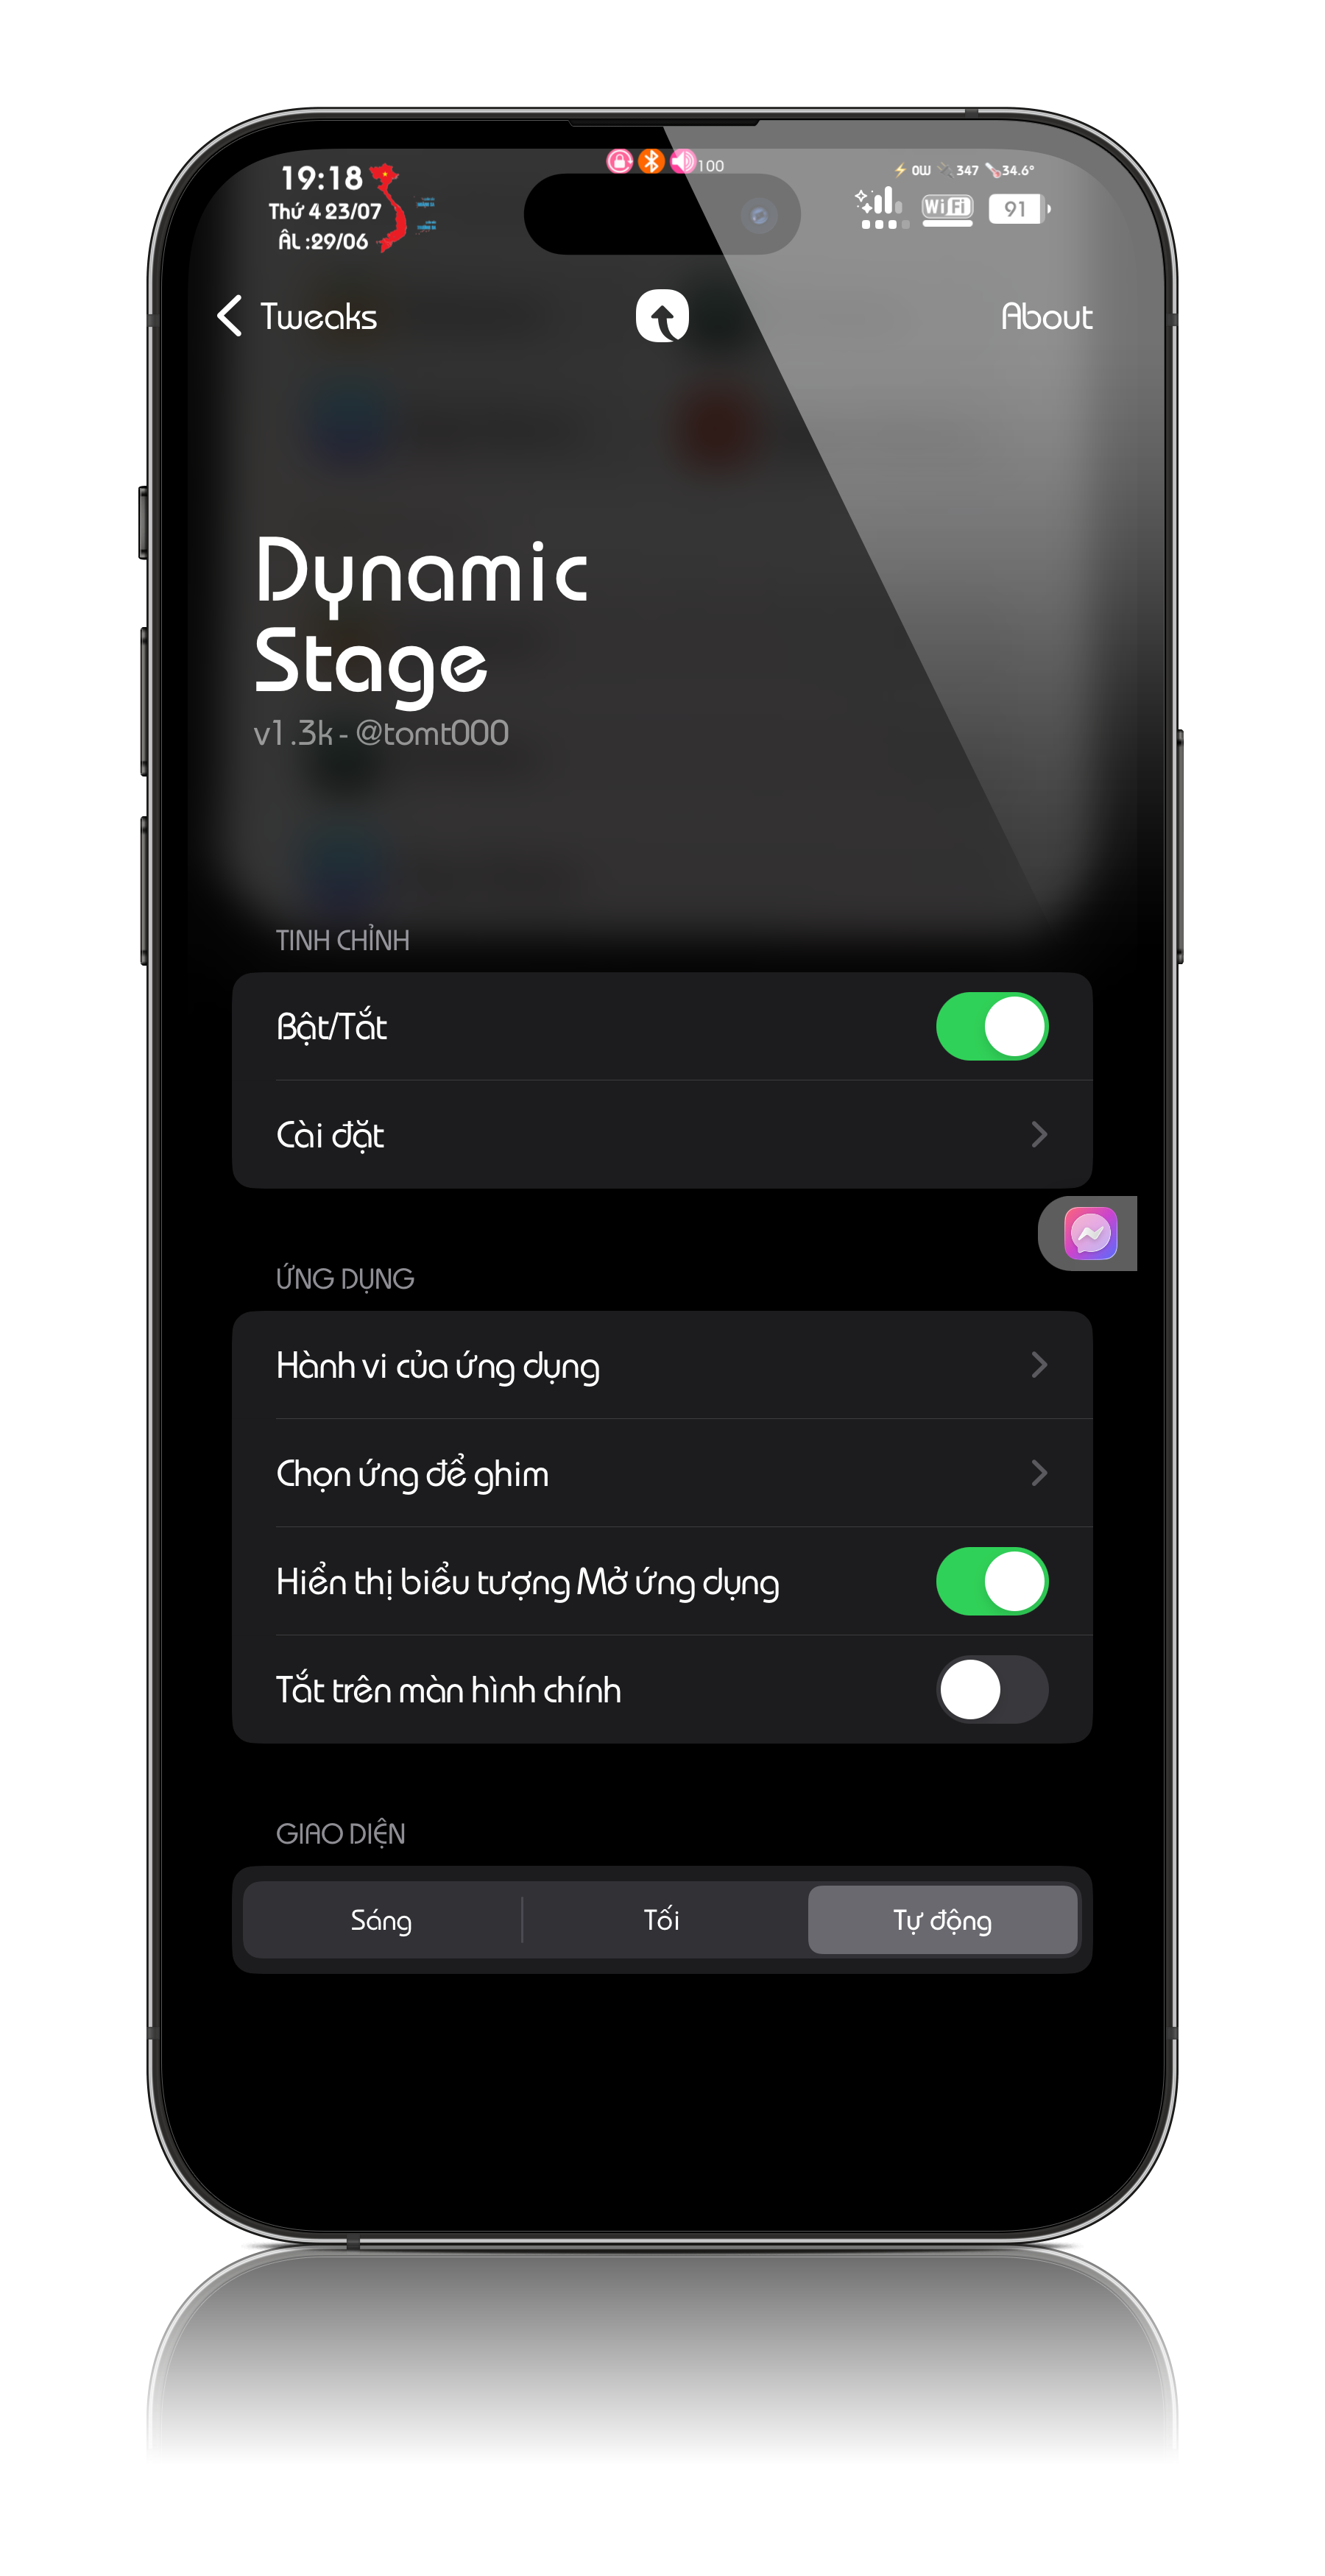 19:18
Thứ 4 23/07
ÂL :29/06
100
0W 347 34.6°
WiFi
91
Tweaks
About
Dynamic
Stage
v1.3k - @tomt000
TINH CHỈNH
Bật/Tắt
Cài đặt
ỨNG DỤNG
Hành vi của ứng dụng
Chọn ứng để ghim
Hiển thị biểu tượng Mở ứng dụng
Tắt trên màn hình chính
GIAO DIỆN
Sáng
Tối
Tự động